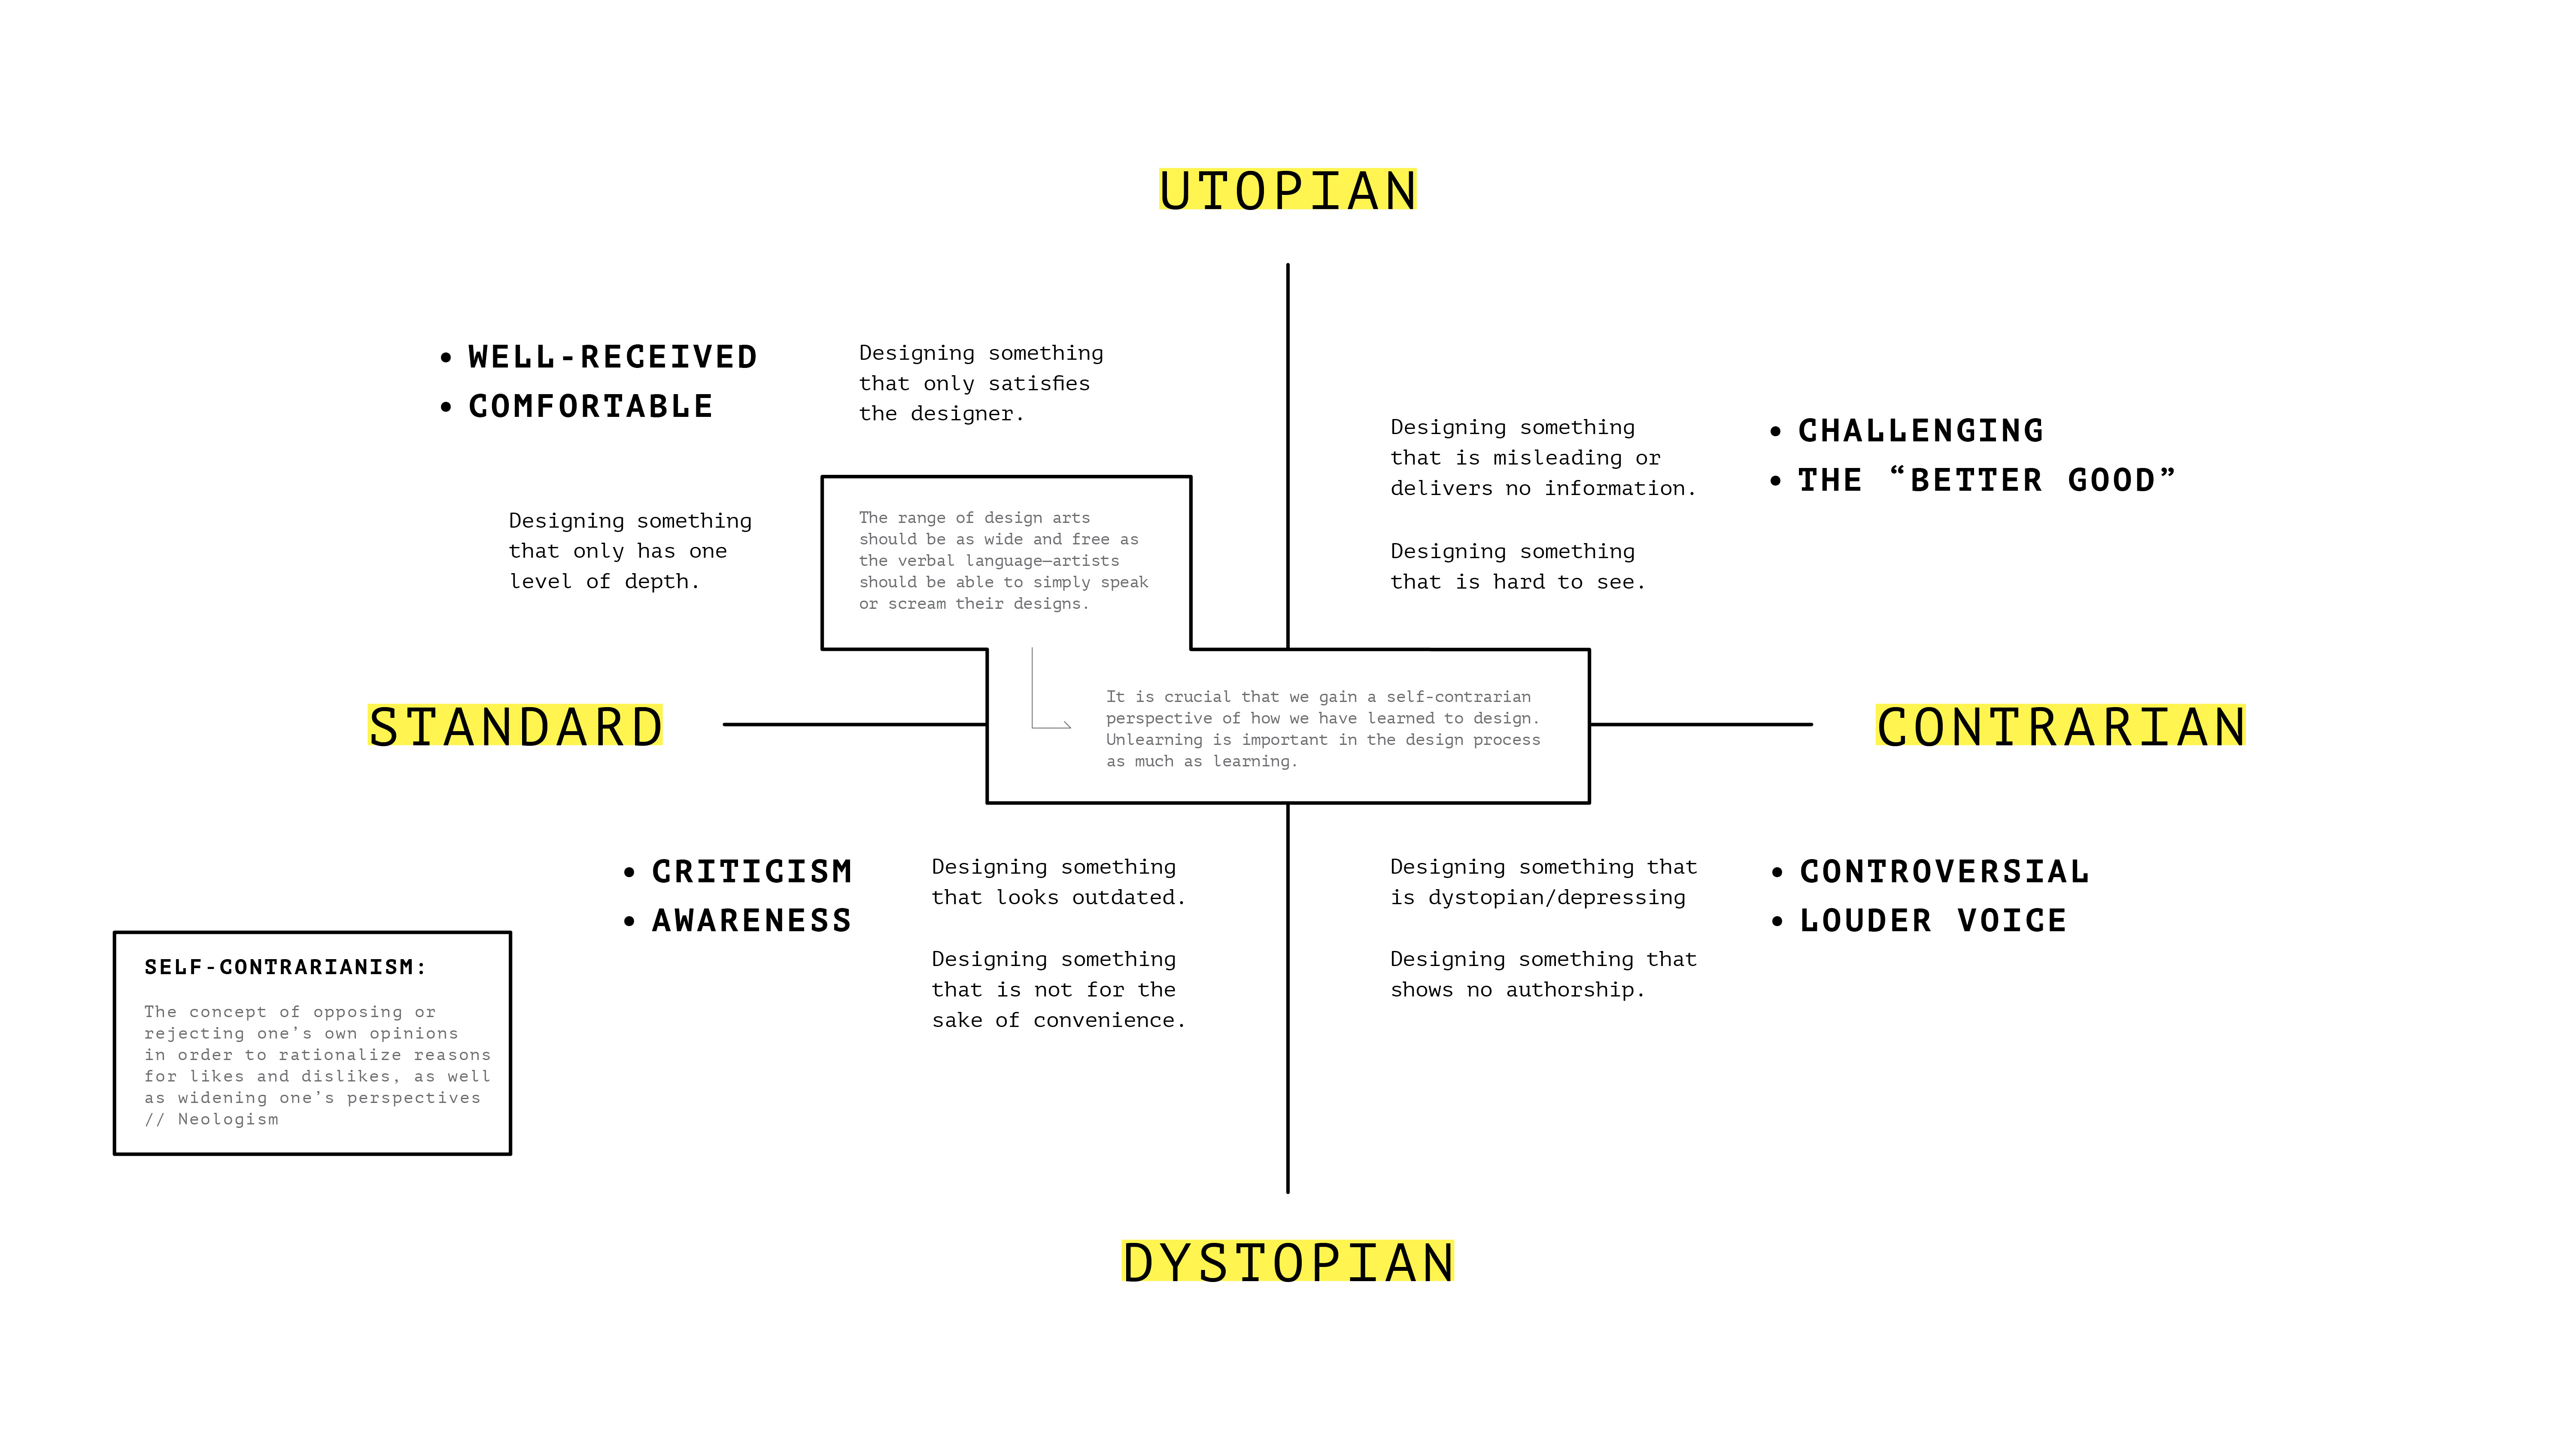 UTOPIAN
• WELL-RECEIVED
• COMFORTABLE
Designing something
that only satisfies
the designer.
Designing something
that is misleading or
delivers no information.
Designing something
that is hard to see.
• CHALLENGING
• THE “BETTER GOOD”
Designing something
that only has one
level of depth.
The range of design arts
should be as wide and free as
the verbal language—artists
should be able to simply speak
or scream their designs.
STANDARD
It is crucial that we gain a self-contrarian
perspective of how we have learned to design.
Unlearning is important in the design process
as much as learning.
CONTRARIAN
• CRITICISM
• AWARENESS
Designing something
that looks outdated.
Designing something
that is not for the
sake of convenience.
Designing something that
is dystopian/depressing
Designing something that
shows no authorship.
• CONTROVERSIAL
• LOUDER VOICE
SELF-CONTRARIANISM:
The concept of opposing or
rejecting one’s own opinions
in order to rationalize reasons
for likes and dislikes, as well
as widening one’s perspectives
// Neologism
DYSTOPIAN